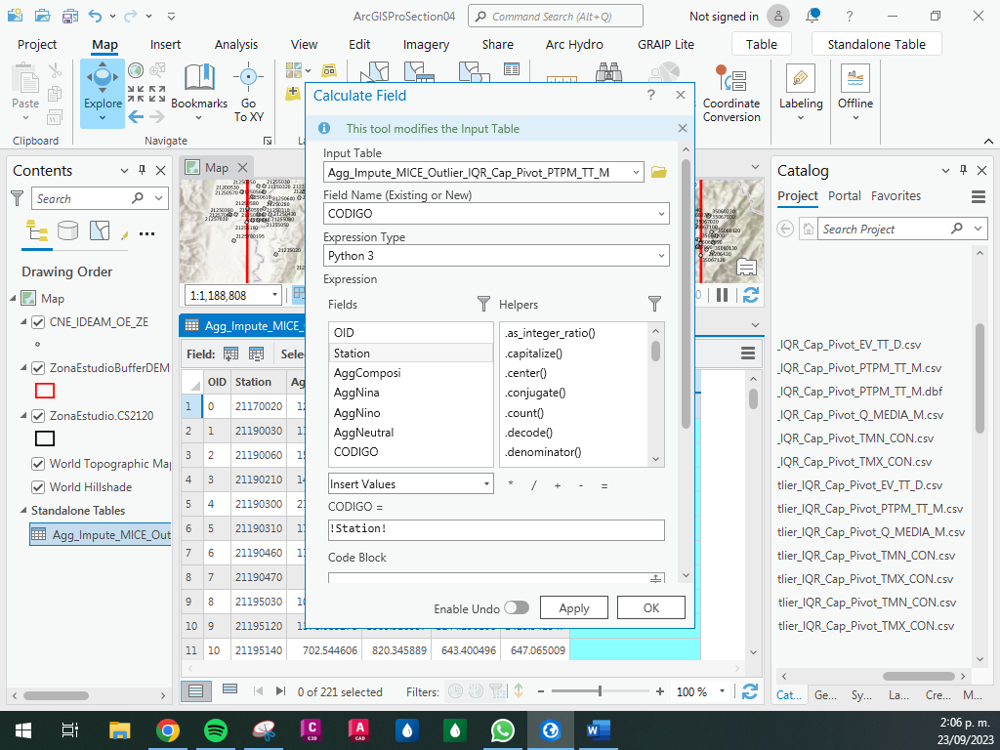 ArcGISProSection04
Command Search (Alt+Q)
Not signed in
Project
Map
Insert
Analysis
View
Edit
Imagery
Share
Arc Hydro
GRAIP Lite
Table
Standalone Table
Paste
Explore
Bookmarks
Go
To XY
Coordinate
Conversion
Labeling
Offline
Clipboard
Navigate
Calculate Field
This tool modifies the Input Table
Input Table
Agg_Impute_MICE_Outlier_IQR_Cap_Pivot_PTPM_TT_M
Field Name (Existing or New)
CODIGO
Expression Type
Python 3
Expression
Fields
Helpers
OID
Station
AggComposi
AggNina
AggNino
AggNeutral
CODIGO
.as_integer_ratio()
.capitalize()
.center()
.conjugate()
.count()
.decode()
.denominator()
Insert Values
* / + - =
CODIGO =
!Station!
Code Block
Enable Undo
Apply
OK
Contents
Search
Drawing Order
Map
CNE_IDEAM_OE_ZE
ZonaEstudioBufferDEM
ZonaEstudio.CS2120
World Topographic Map
World Hillshade
Standalone Tables
Agg_Impute_MICE_Out
Map
1:1,188,808
Agg_Impute_MICE_
Field:
Sele
OID Station Ag
1 0 21170020 12
2 1 21190030 11
3 2 21190060 15
4 3 21190210 14
5 4 21190300 2
6 5 21190310 17
7 6 21190460 11
8 7 21190470
9 8 21195030 10
10 9 21195120
11 10 21195140 702.544606 820.345889 643.400496 647.065009
0 of 221 selected
Filters:
100 %
Catalog
Project
Portal
Favorites
Search Project
_IQR_Cap_Pivot_EV_TT_D.csv
_IQR_Cap_Pivot_PTPM_TT_M.csv
_IQR_Cap_Pivot_PTPM_TT_M.dbf
_IQR_Cap_Pivot_Q_MEDIA_M.csv
_IQR_Cap_Pivot_TMN_CON.csv
_IQR_Cap_Pivot_TMX_CON.csv
tlier_IQR_Cap_Pivot_EV_TT_D.csv
tlier_IQR_Cap_Pivot_PTPM_TT_M.csv
tlier_IQR_Cap_Pivot_Q_MEDIA_M.csv
tlier_IQR_Cap_Pivot_TMN_CON.csv
tlier_IQR_Cap_Pivot_TMX_CON.csv
tlier_IQR_Cap_Pivot_TMN_CON.csv
tlier_IQR_Cap_Pivot_TMX_CON.csv
Cat...
Ge...
Sy...
La...
Cre...
M...
2:06 p. m.
23/09/2023